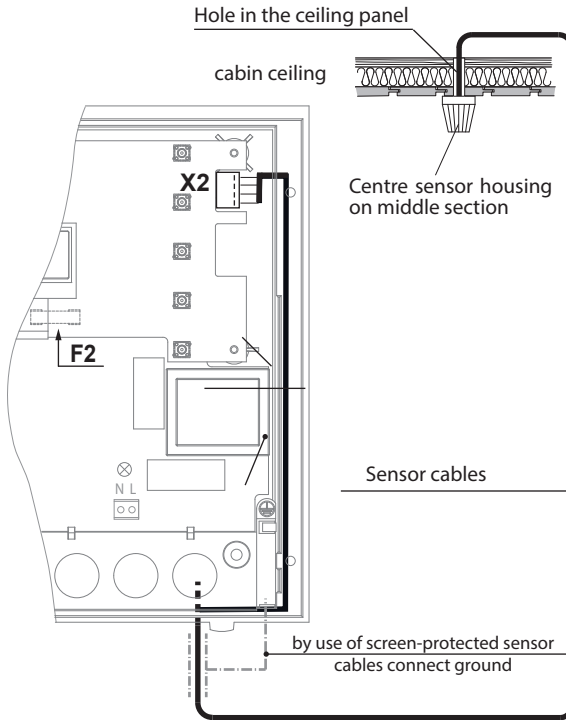 Hole in the ceiling panel
cabin ceiling
Centre sensor housing
on middle section
X2
F2
N L
Sensor cables
by use of screen-protected sensor
cables connect ground